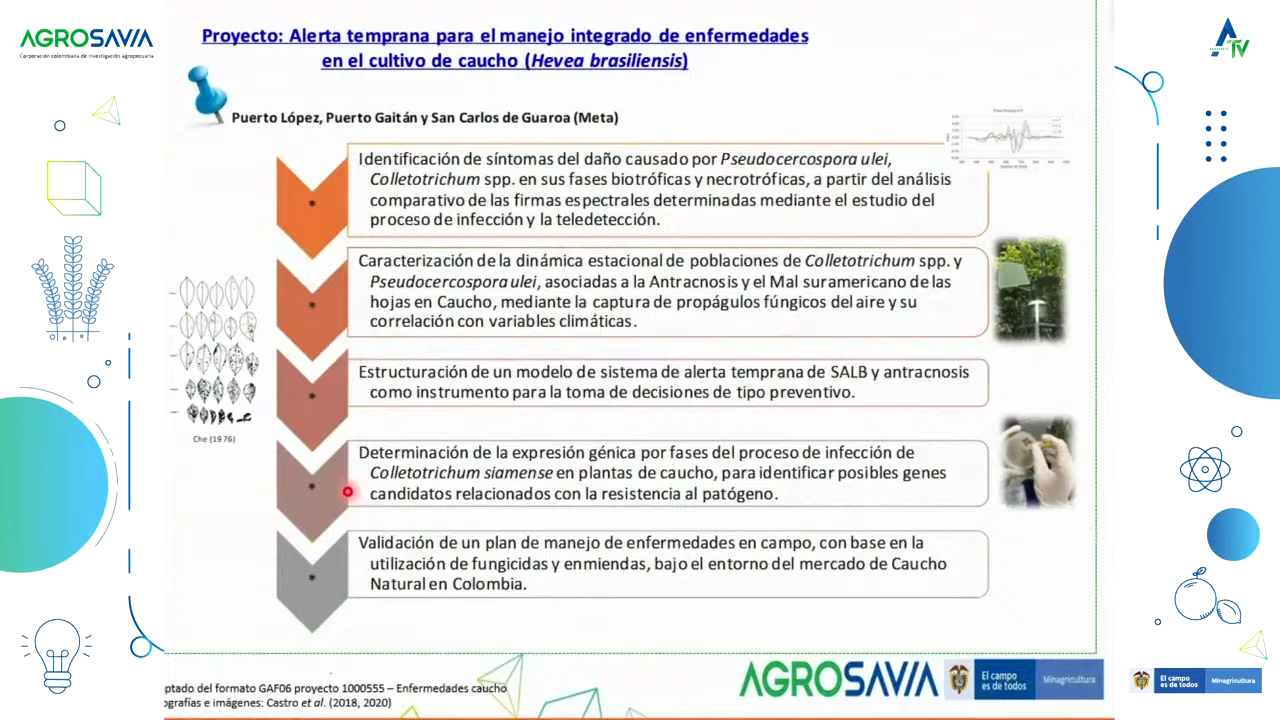 AGROSAVIA
Corporación colombiana de investigación agropecuaria
Proyecto: Alerta temprana para el manejo integrado de enfermedades
en el cultivo de caucho (Hevea brasiliensis)
TV
Puerto López, Puerto Gaitán y San Carlos de Guaroa (Meta)
* Identificación de síntomas del daño causado por Pseudocercospora ulei,
Colletotrichum spp. en sus fases biotróficas y necrotróficas, a partir del análisis
comparativo de las firmas espectrales determinadas mediante el estudio del
proceso de infección y la teledetección.
* Caracterización de la dinámica estacional de poblaciones de Colletotrichum spp. y
Pseudocercospora ulei, asociadas a la Antracnosis y el Mal suramericano de las
hojas en Caucho, mediante la captura de propágulos fúngicos del aire y su
correlación con variables climáticas.
* Estructuración de un modelo de sistema de alerta temprana de SALB y antracnosis
como instrumento para la toma de decisiones de tipo preventivo.
Che (1976)
* Determinación de la expresión génica por fases del proceso de infección de
Colletotrichum siamense en plantas de caucho, para identificar posibles genes
candidatos relacionados con la resistencia al patógeno.
* Validación de un plan de manejo de enfermedades en campo, con base en la
utilización de fungicidas y enmiendas, bajo el entorno del mercado de Caucho
Natural en Colombia.
ptado del formato GAF06 proyecto 1000555 – Enfermedades caucho
ografías e imágenes: Castro et al. (2018, 2020)
AGROSAVIA
El campo
es de todos
Minagricultura
El campo
es de todos
Minagricultura